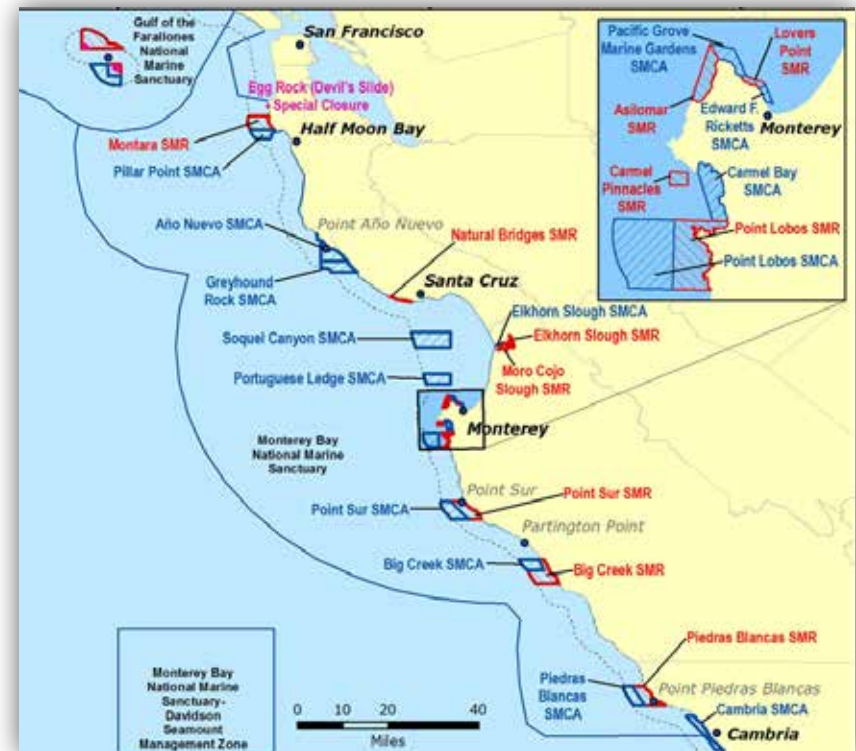 Gulf of the
Farallones
National
Marine
Sanctuary
San Francisco
Egg Rock (Devil's Slide)
Special Closure
Montara SMR
Half Moon Bay
Pillar Point SMCA
Año Nuevo SMCA
Point Año Nuevo
Greyhound
Rock SMCA
Natural Bridges SMR
Santa Cruz
Soquel Canyon SMCA
Elkhorn Slough SMCA
Elkhorn Slough SMR
Moro Cojo
Slough SMR
Portuguese Ledge SMCA
Monterey
Monterey Bay
National Marine
Sanctuary
Point Sur
Point Sur SMCA
Point Sur SMR
Partington Point
Big Creek SMCA
Big Creek SMR
Piedras Blancas SMR
Piedras
Blancas
SMCA
Point Piedras Blancas
Cambria SMCA
Cambria
Monterey Bay
National Marine
Sanctuary-
Davidson
Seamount
Management Zone
0 10 20 40
Miles
Pacific Grove
Marine Gardens
SMCA
Lovers
Point
SMR
Asilomar
SMR
Edward F.
Ricketts
SMCA
Monterey
Carmel
Pinnacles
SMR
Carmel Bay
SMCA
Point Lobos SMR
Point Lobos SMCA